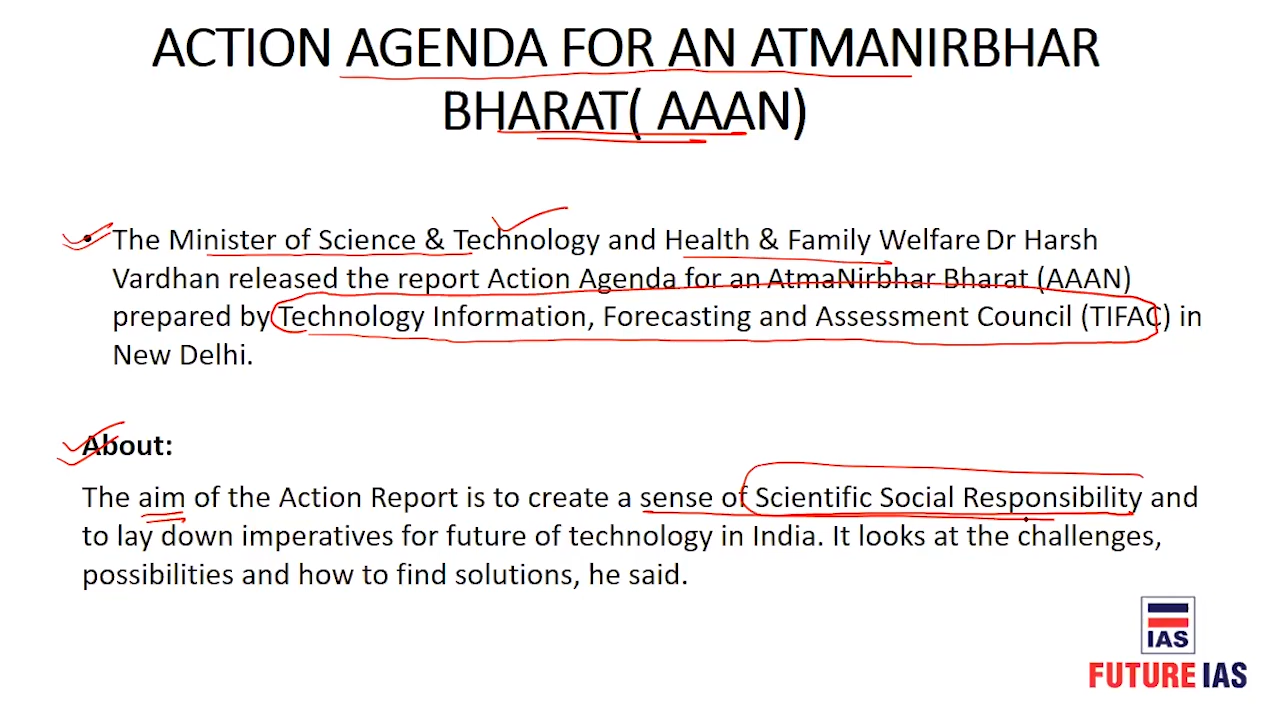 ACTION AGENDA FOR AN ATMANIRBHAR
BHARAT( AAAN)
• The Minister of Science & Technology and Health & Family Welfare Dr Harsh
Vardhan released the report Action Agenda for an AtmaNirbhar Bharat (AAAN)
prepared by Technology Information, Forecasting and Assessment Council (TIFAC) in
New Delhi.
About:
The aim of the Action Report is to create a sense of Scientific Social Responsibility and
to lay down imperatives for future of technology in India. It looks at the challenges,
possibilities and how to find solutions, he said.
IAS
FUTURE IAS